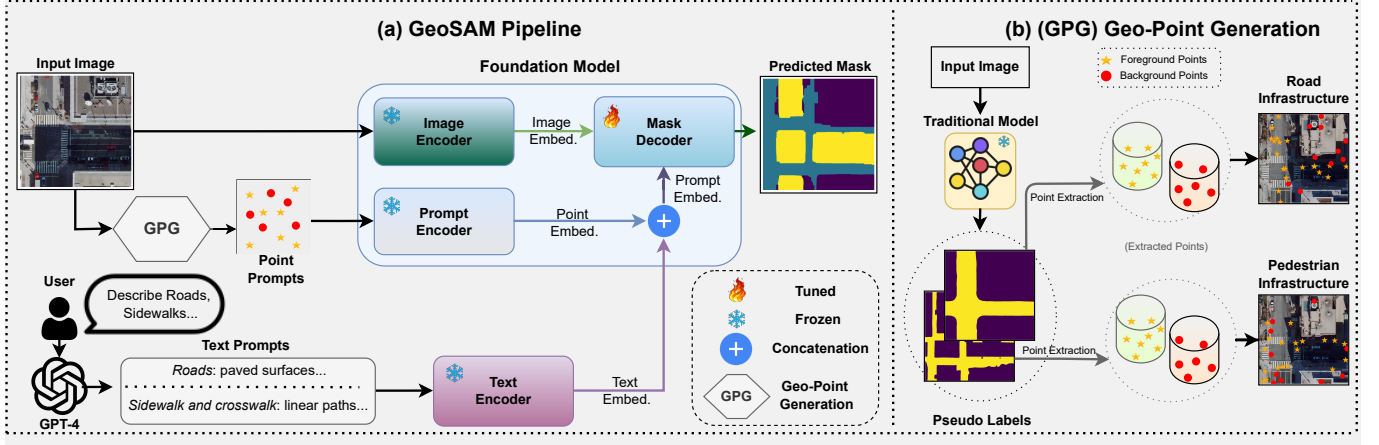 (a) GeoSAM Pipeline
Input Image
Foundation Model
Predicted Mask
Image
Encoder
Image
Embed.
Mask
Decoder
Prompt
Embed.
GPG
Point
Prompts
Prompt
Encoder
Point
Embed.
User
Describe Roads,
Sidewalks...
GPT-4
Text Prompts
Roads: paved surfaces...
Sidewalk and crosswalk: linear paths...
Text
Encoder
Text
Embed.
Tuned
Frozen
Concatenation
GPG
Geo-Point
Generation
(b) (GPG) Geo-Point Generation
Input Image
Foreground Points
Background Points
Traditional Model
Road
Infrastructure
Point Extraction
(Extracted Points)
Pedestrian
Infrastructure
Point Extraction
Pseudo Labels